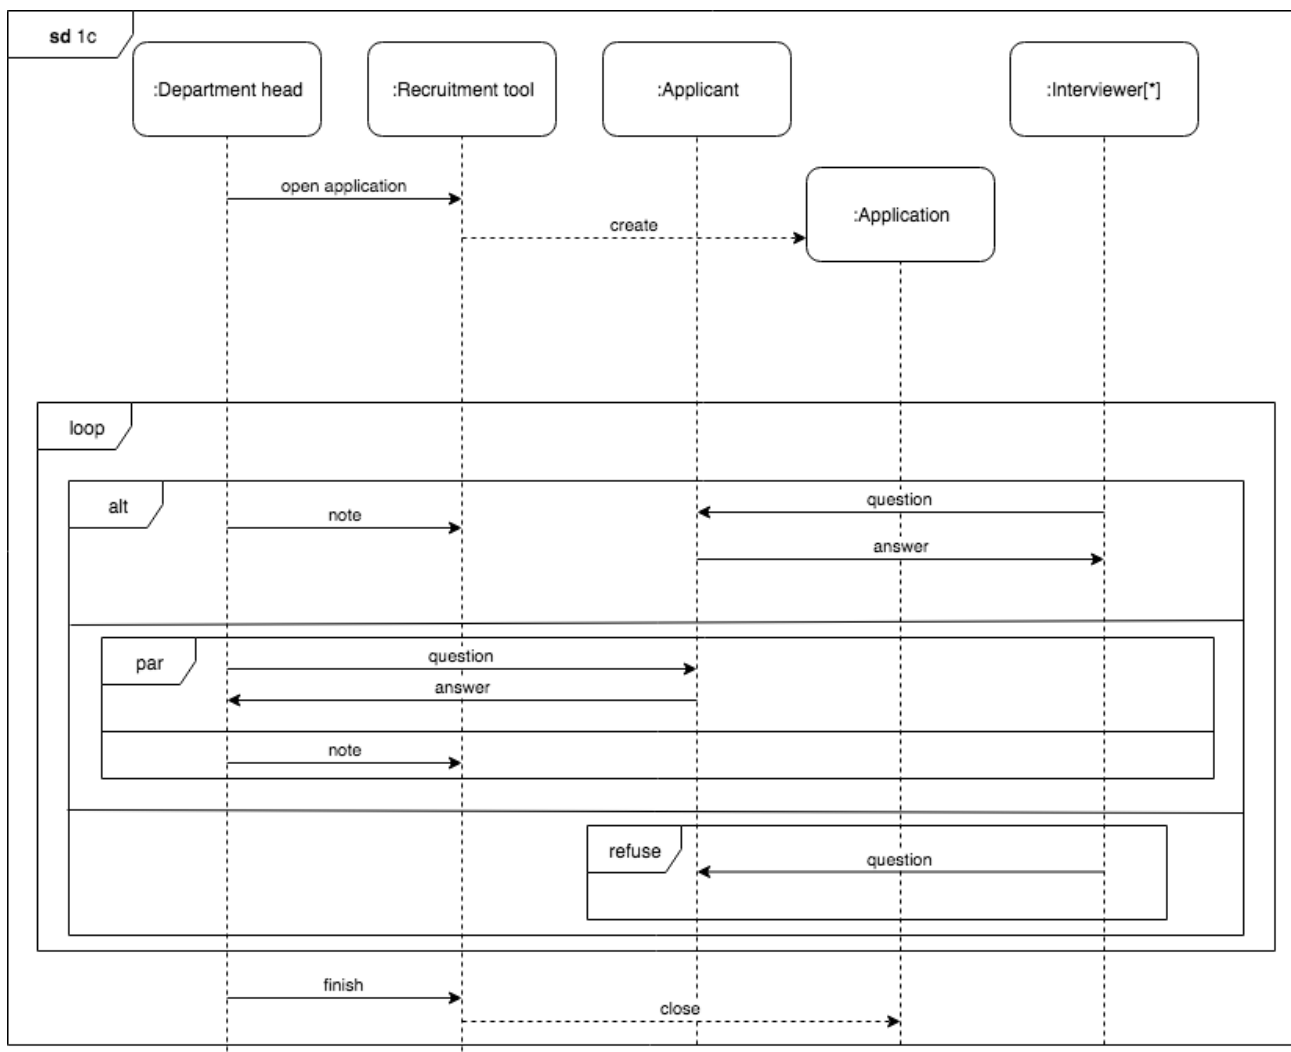 sd 1c
:Department head
:Recruitment tool
:Applicant
:Interviewer[*]
open application
:Application
create
loop
alt
question
note
answer
par
question
answer
note
refuse
question
finish
close